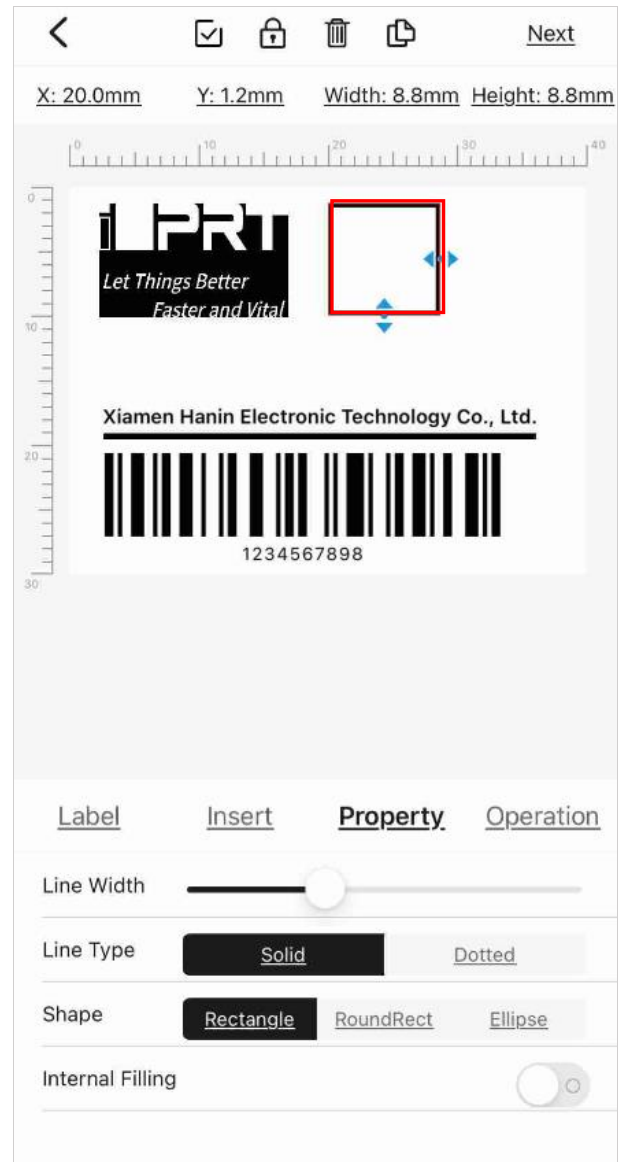 Next
X: 20.0mm Y: 1.2mm Width: 8.8mm Height: 8.8mm
0 10 20 30 40
0
iLPRT
Let Things Better
Faster and Vital
10
Xiamen Hanin Electronic Technology Co., Ltd.
20
1234567898
30
Label Insert Property Operation
Line Width
Line Type Solid Dotted
Shape Rectangle RoundRect Ellipse
Internal Filling